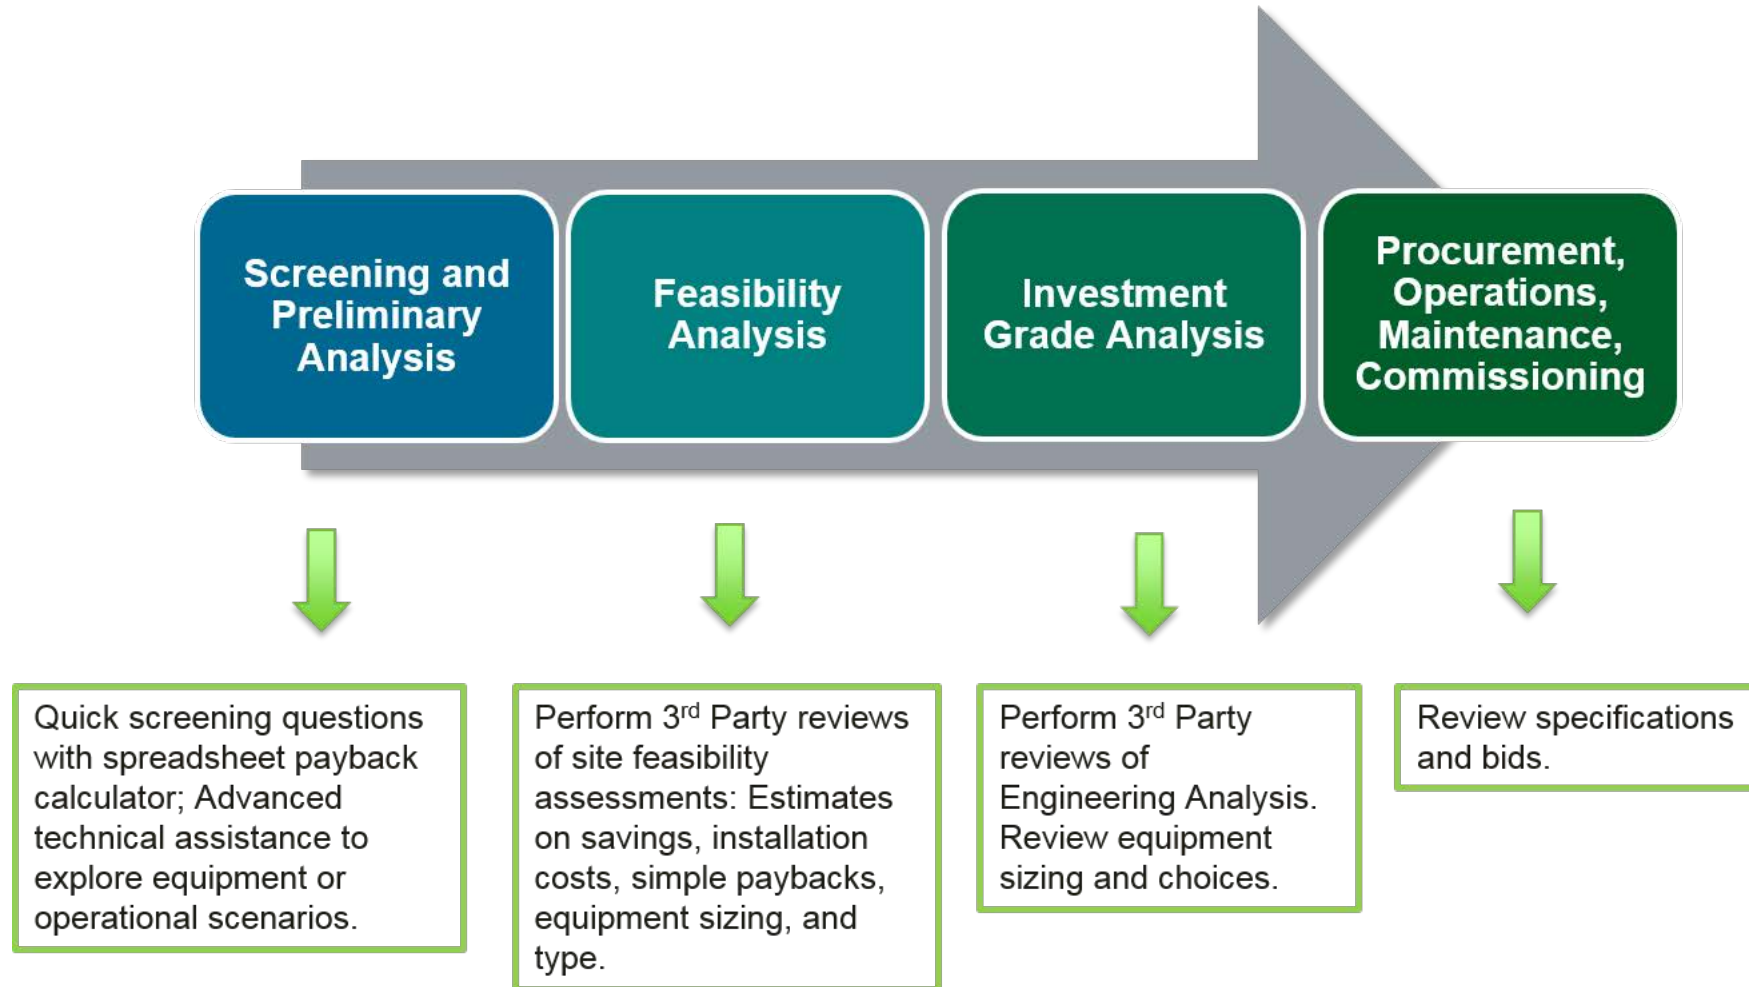 Screening and
Preliminary
Analysis
Feasibility
Analysis
Investment
Grade Analysis
Procurement,
Operations,
Maintenance,
Commissioning
Quick screening questions
with spreadsheet payback
calculator; Advanced
technical assistance to
explore equipment or
operational scenarios.
Perform 3rd Party reviews
of site feasibility
assessments: Estimates
on savings, installation
costs, simple paybacks,
equipment sizing, and
type.
Perform 3rd Party
reviews of
Engineering Analysis.
Review equipment
sizing and choices.
Review specifications
and bids.